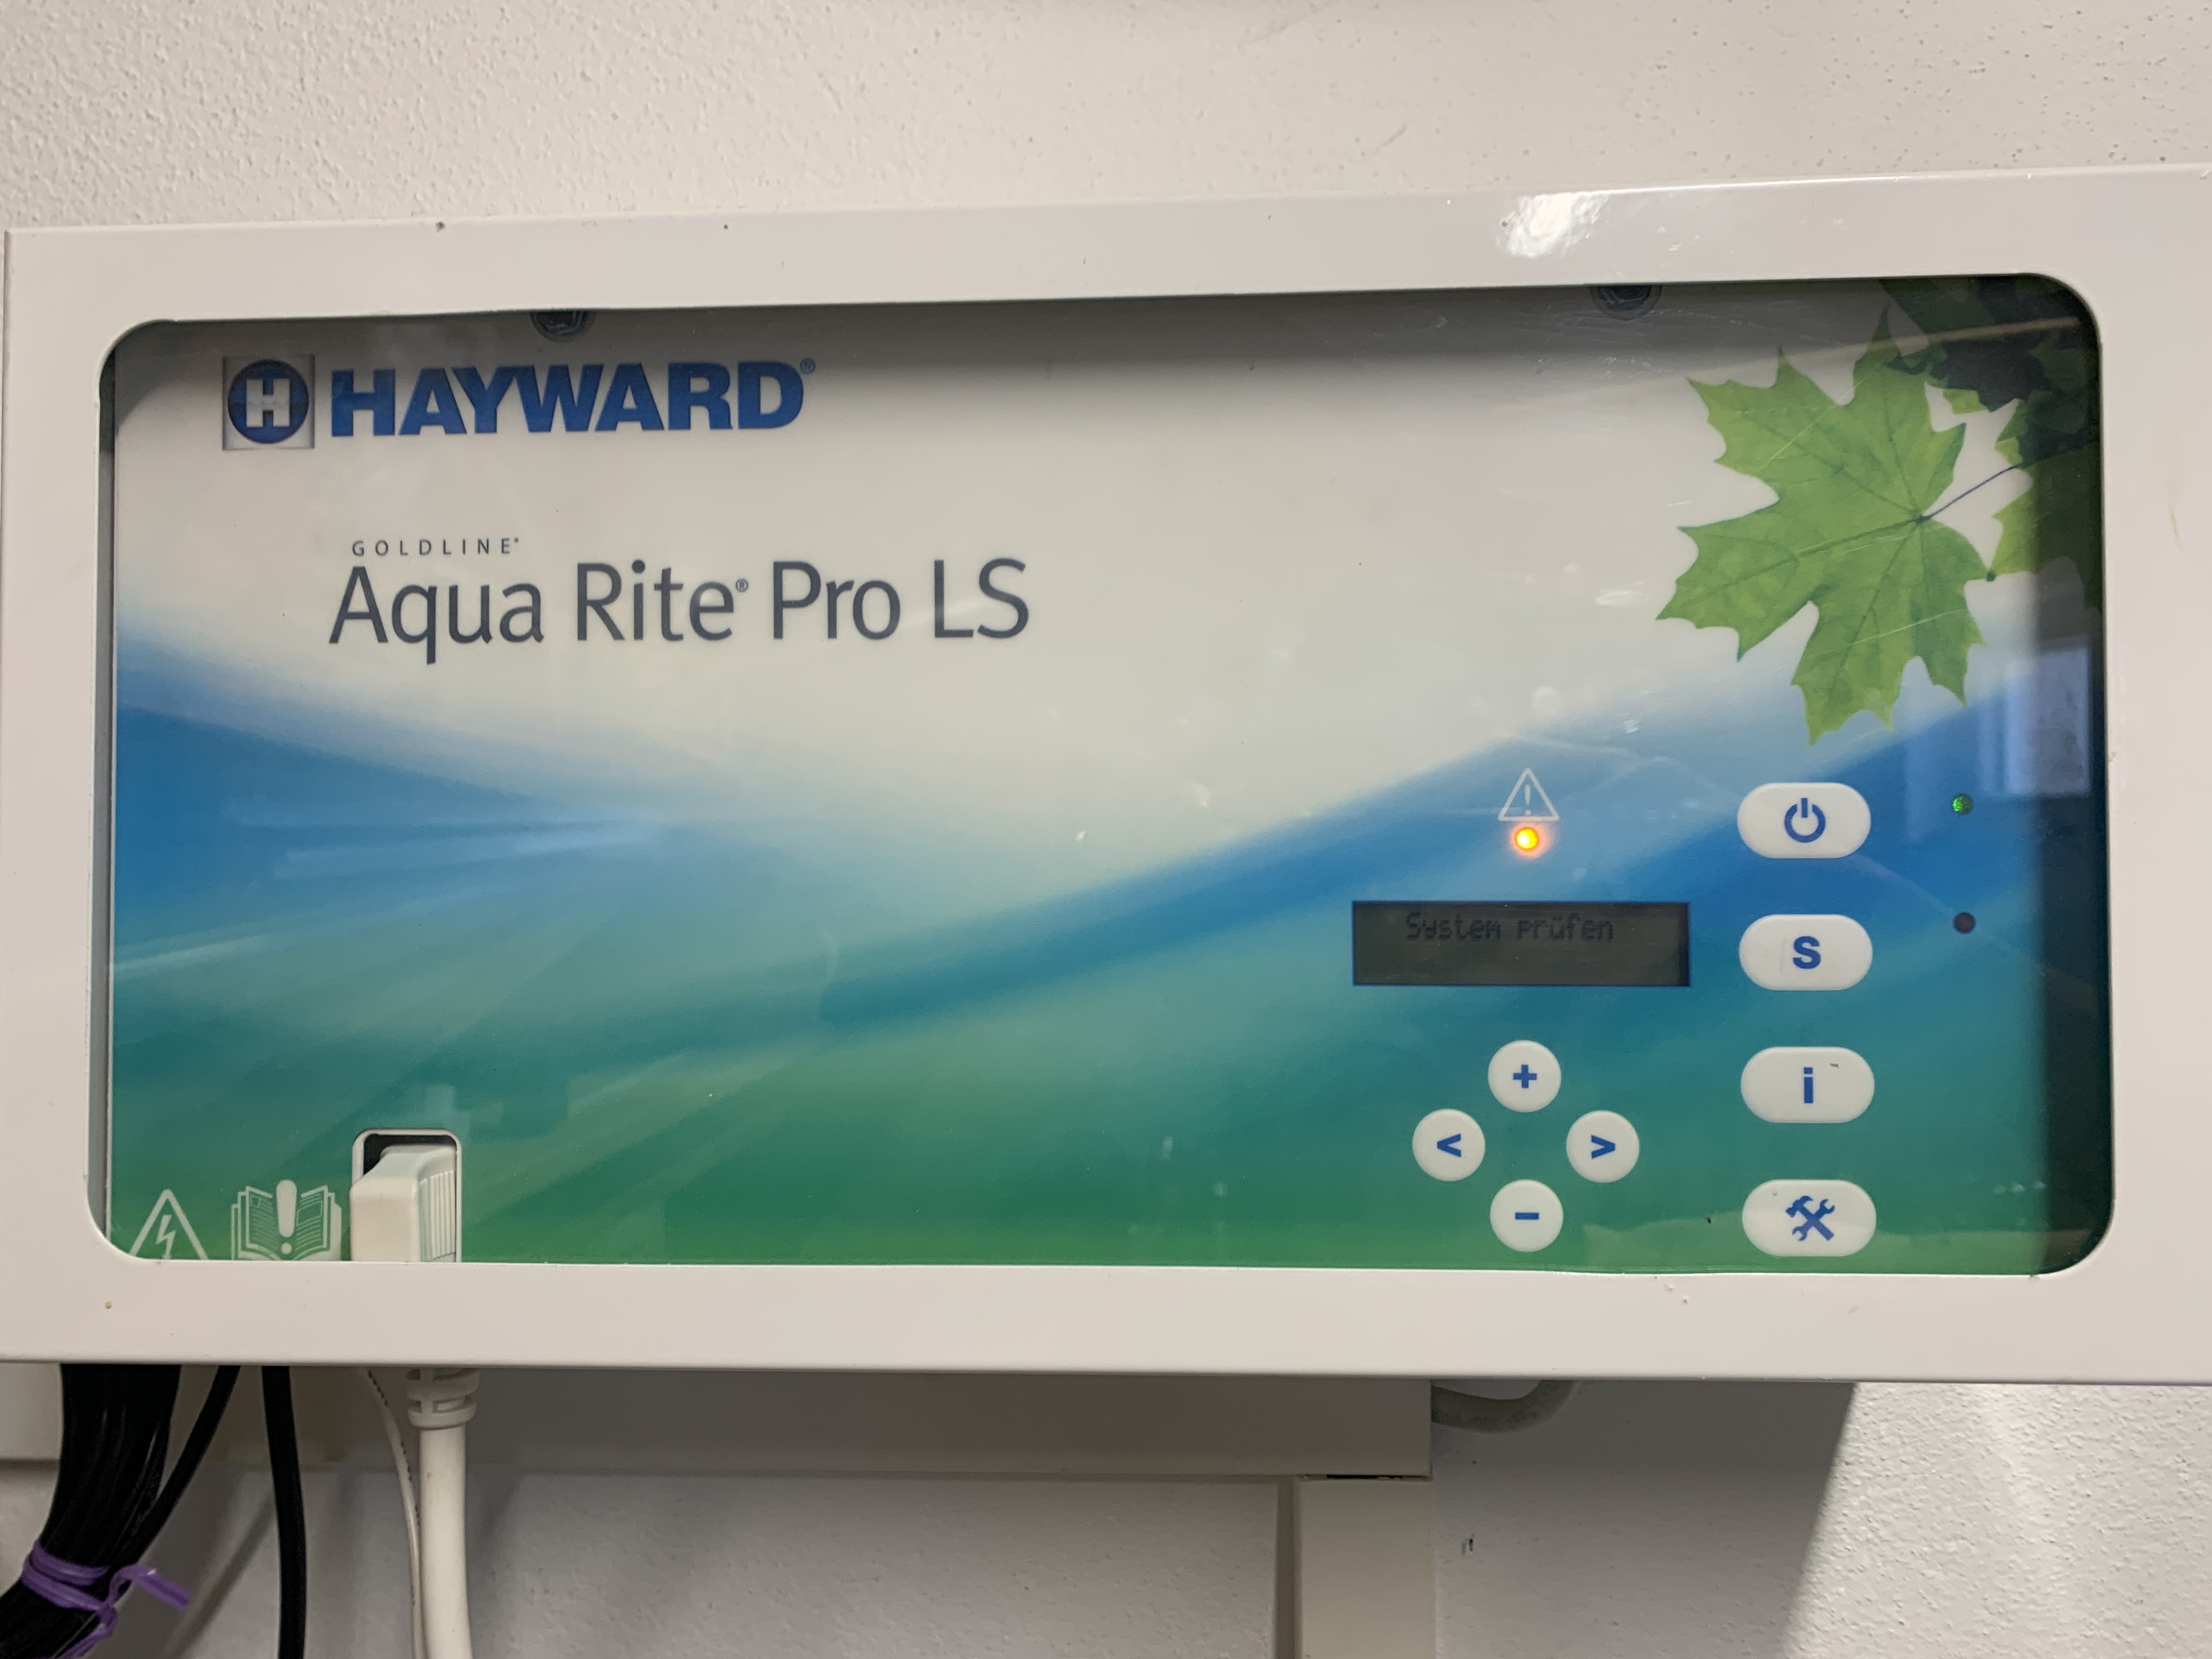 H HAYWARD®
GOLDLINE®
Aqua Rite® Pro LS
System prüfen
S
+
i
<
>
-